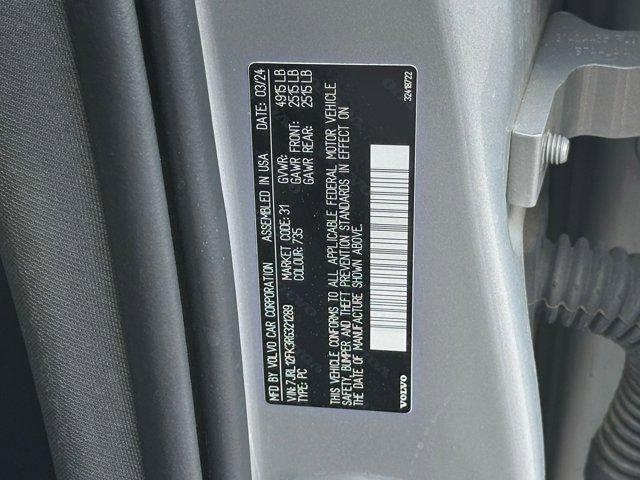 MFD BY VOLVO CAR CORPORATION ASSEMBLED IN USA DATE: 03/24
VIN: 7JRL12FK3RG321289 GVWR: 4915 LB
MARKET CODE: 31 GAWR FRONT: 2515 LB
TYPE: PC COLOUR: 735 GAWR REAR: 2515 LB
THIS VEHICLE CONFORMS TO ALL APPLICABLE FEDERAL MOTOR VEHICLE
SAFETY, BUMPER AND THEFT PREVENTION STANDARDS IN EFFECT ON
THE DATE OF MANUFACTURE SHOWN ABOVE.
VOLVO 32419722